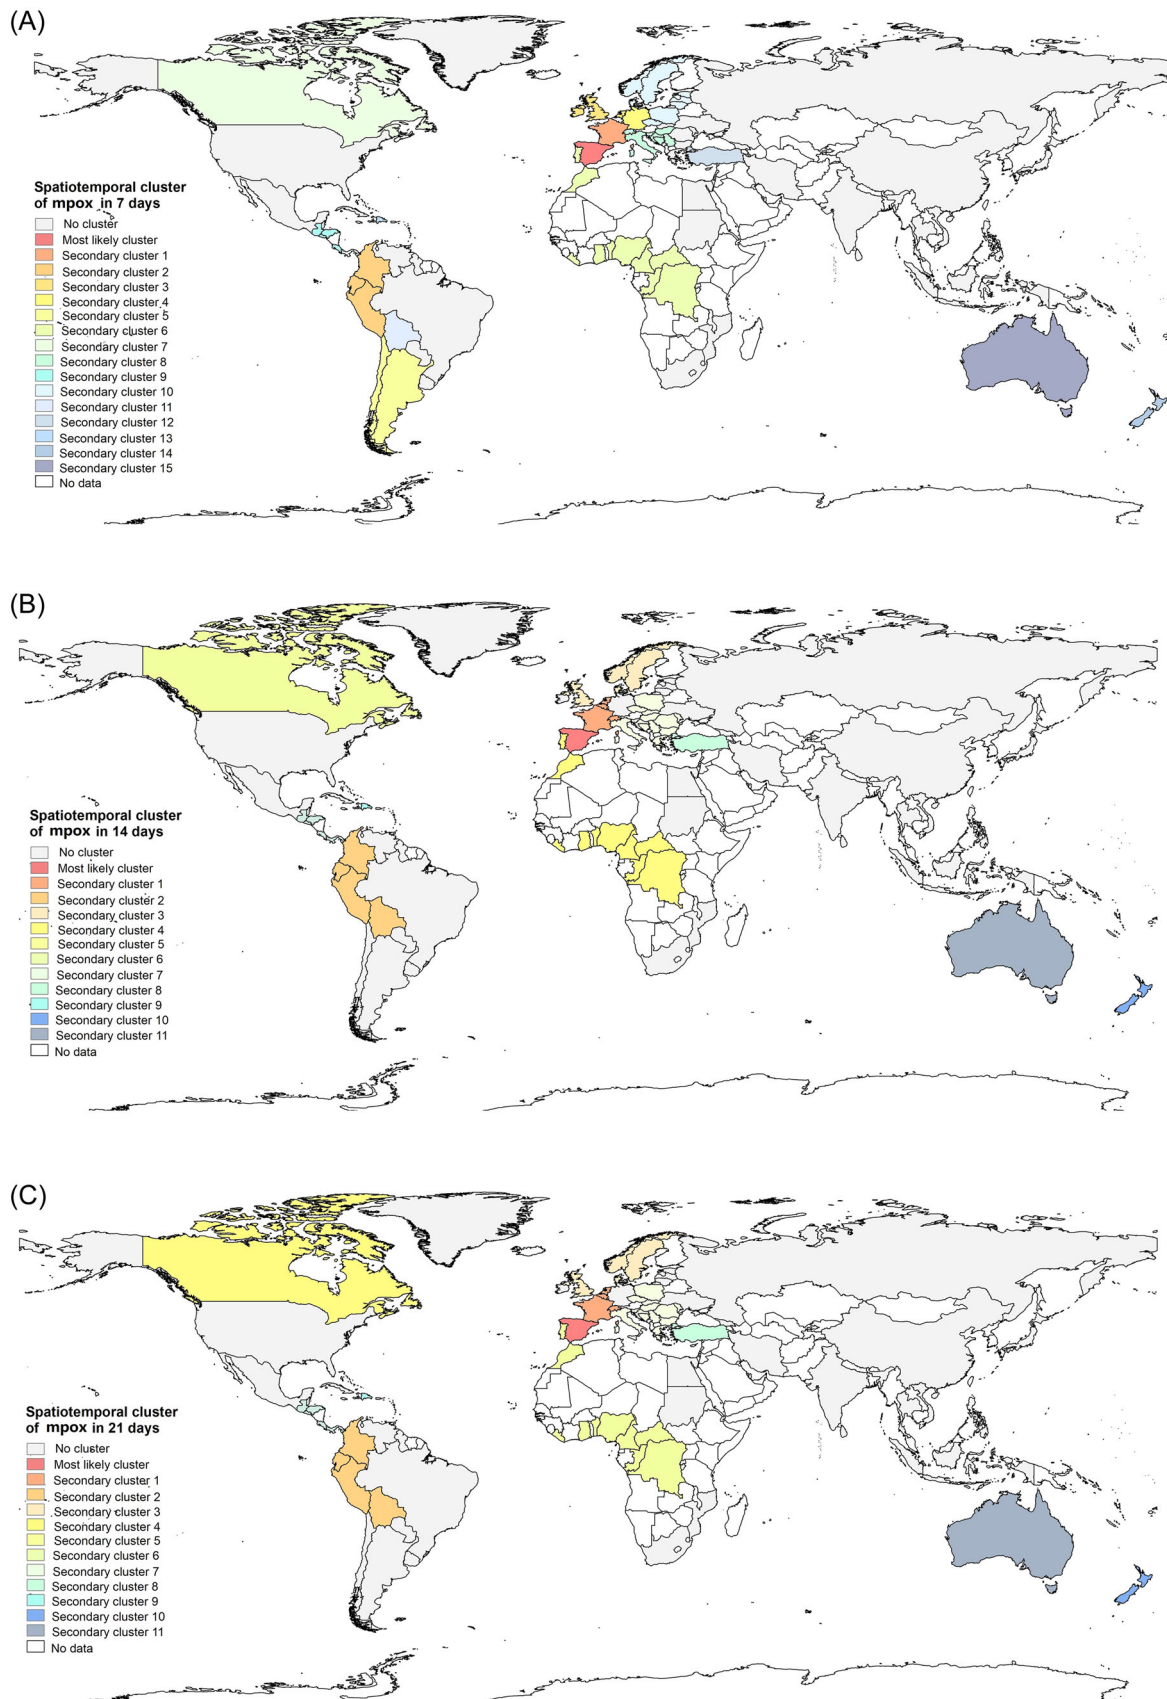 (A)
Spatiotemporal cluster
of mpox in 7 days
No cluster
Most likely cluster
Secondary cluster 1
Secondary cluster 2
Secondary cluster 3
Secondary cluster 4
Secondary cluster 5
Secondary cluster 6
Secondary cluster 7
Secondary cluster 8
Secondary cluster 9
Secondary cluster 10
Secondary cluster 11
Secondary cluster 12
Secondary cluster 13
Secondary cluster 14
Secondary cluster 15
No data
(B)
Spatiotemporal cluster
of mpox in 14 days
No cluster
Most likely cluster
Secondary cluster 1
Secondary cluster 2
Secondary cluster 3
Secondary cluster 4
Secondary cluster 5
Secondary cluster 6
Secondary cluster 7
Secondary cluster 8
Secondary cluster 9
Secondary cluster 10
Secondary cluster 11
No data
(C)
Spatiotemporal cluster
of mpox in 21 days
No cluster
Most likely cluster
Secondary cluster 1
Secondary cluster 2
Secondary cluster 3
Secondary cluster 4
Secondary cluster 5
Secondary cluster 6
Secondary cluster 7
Secondary cluster 8
Secondary cluster 9
Secondary cluster 10
Secondary cluster 11
No data